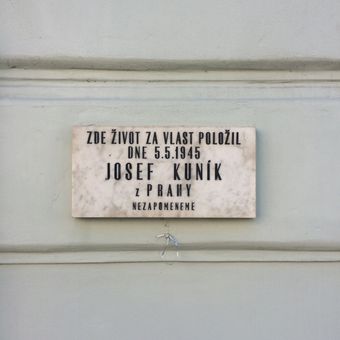 ZDE ŽIVOT ZA VLAST POLOŽIL
DNE 5.5.1945
JOSEF KUNÍK
z PRAHY
NEZAPOMENEME